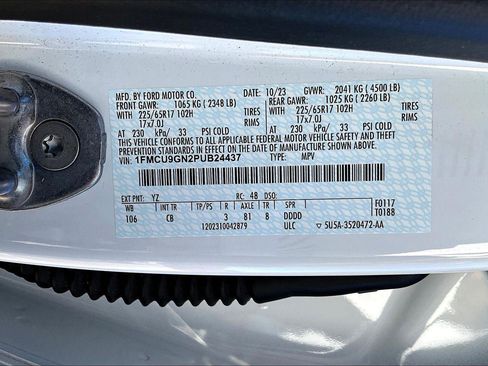 MFD. BY FORD MOTOR CO. 10/23 GVWR: 2041 KG ( 4500 LB)
FRONT GAWR: 1065 KG ( 2348 LB) REAR GAWR: 1025 KG ( 2260 LB)
WITH WITH
225/65R17 102H TIRES 225/65R17 102H TIRES
17x7.0J RIMS 17x7.0J RIMS
AT 230 kPa/ 33 PSI COLD AT 230 kPa/ 33 PSI COLD
THIS VEHICLE CONFORMS TO ALL APPLICABLE FEDERAL MOTOR VEHICLE SAFETY, BUMPER,
AND THEFT PREVENTION STANDARDS IN EFFECT ON THE DATE OF MANUFACTURE SHOWN ABOVE.
VIN: 1FMCU9GN2PUB24437 TYPE: MPV
EXT PNT: YZ RC: 48 DSO:
WB INT TR TP/PS R AXLE TR SPR F0117
106 CB 3 81 8 DDDD T0188
1202310042879 ULC 5U5A-3520472-AA